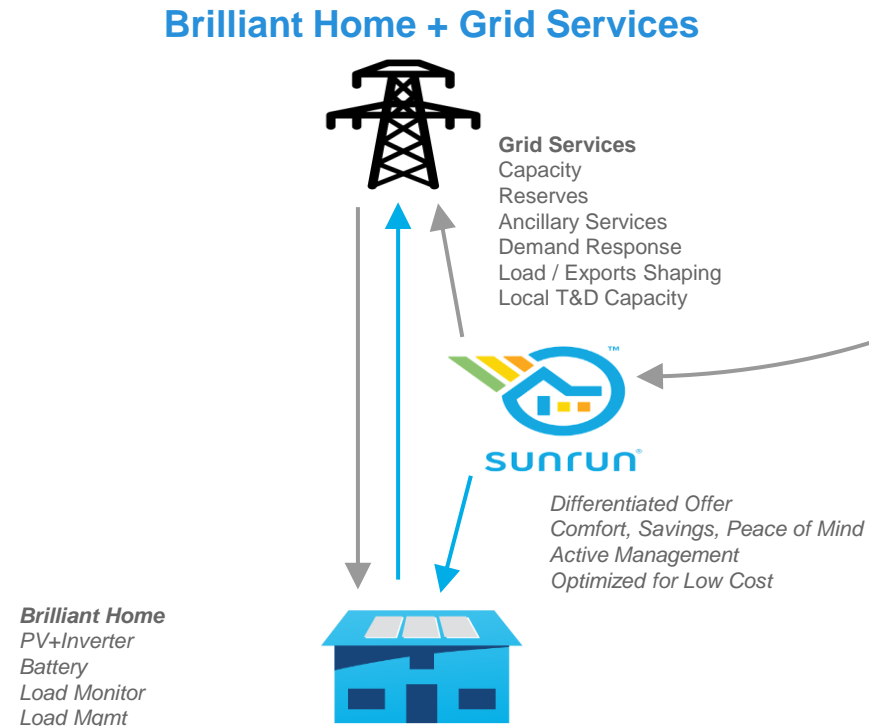 Brilliant Home + Grid Services
Grid Services
Capacity
Reserves
Ancillary Services
Demand Response
Load / Exports Shaping
Local T&D Capacity
™
sunrun®
Differentiated Offer
Comfort, Savings, Peace of Mind
Active Management
Optimized for Low Cost
Brilliant Home
PV+Inverter
Battery
Load Monitor
Load Mgmt